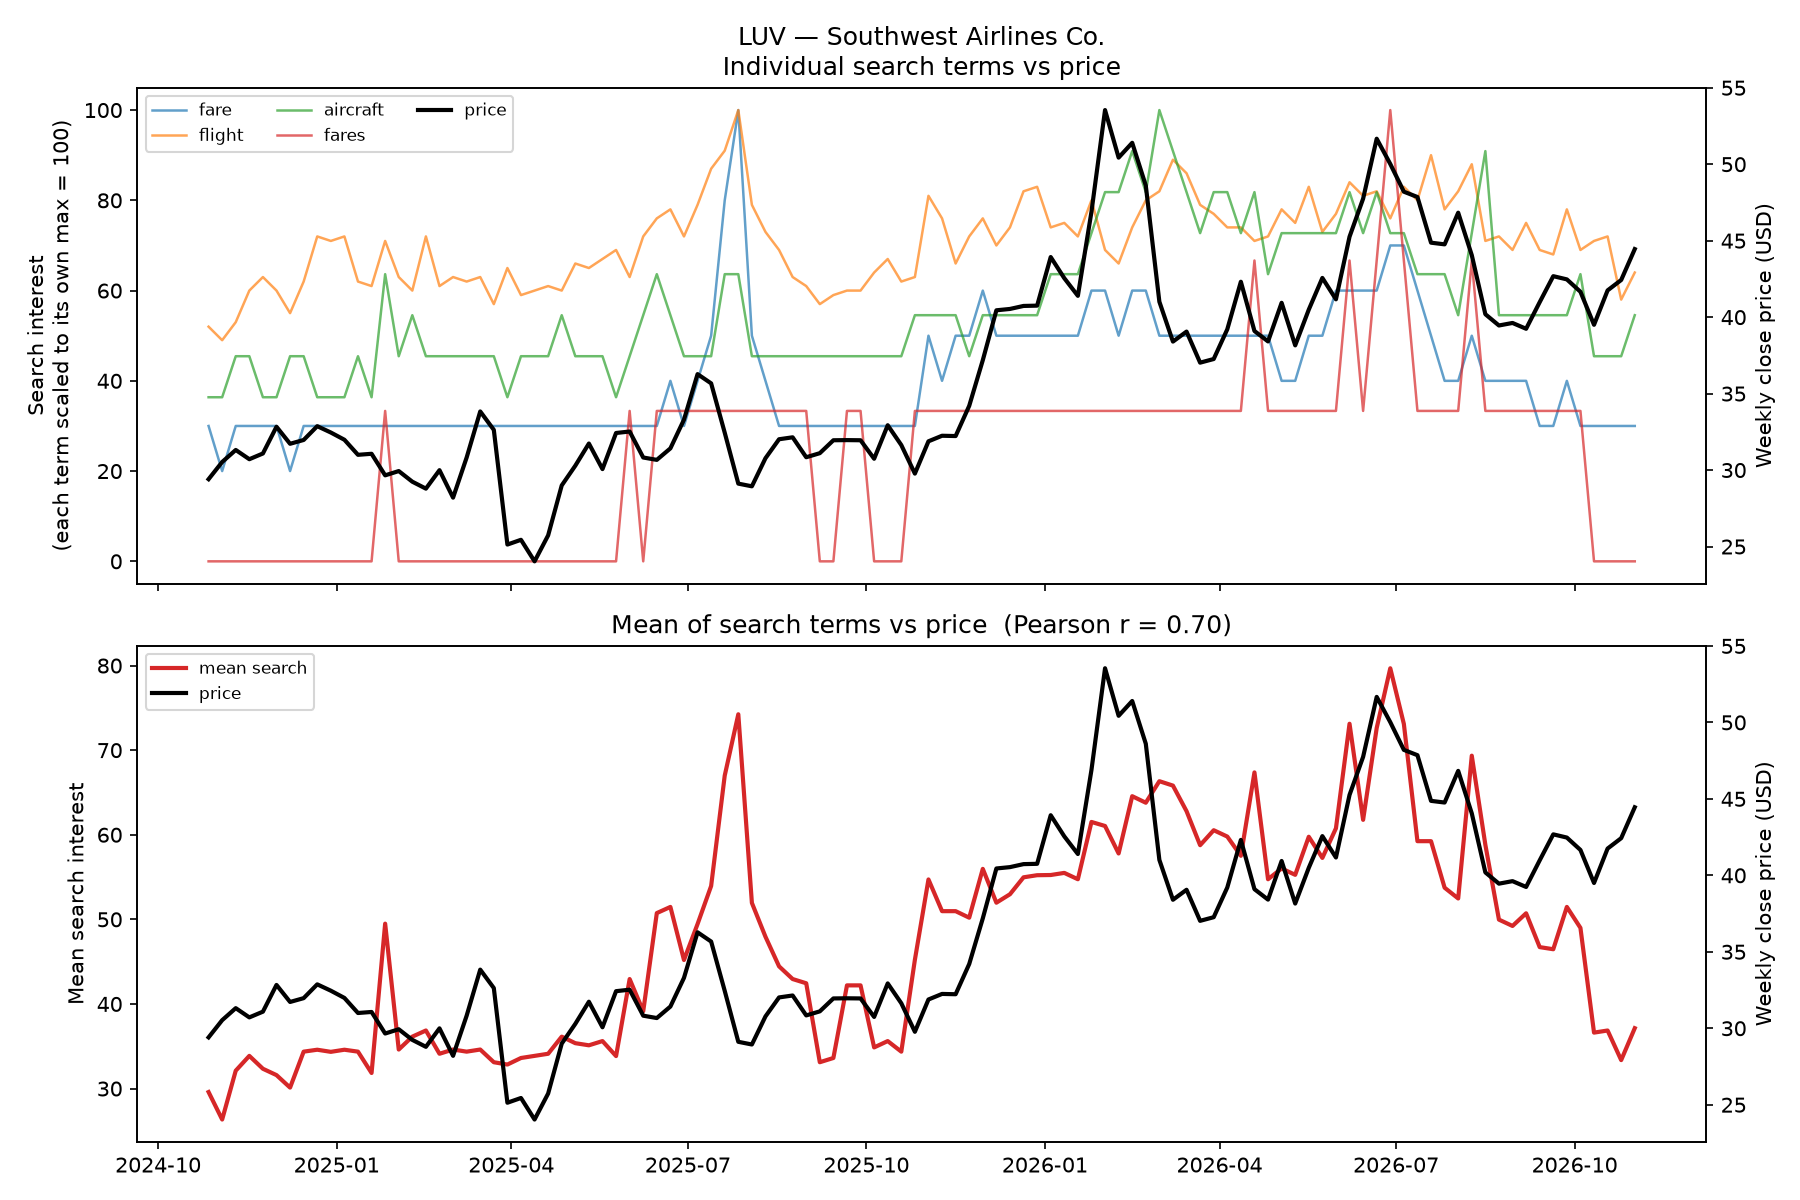 LUV — Southwest Airlines Co.
Individual search terms vs price
fare
flight
aircraft
fares
price
Search interest
(each term scaled to its own max = 100)
100
80
60
40
20
0
55
50
45
40
35
30
25
Weekly close price (USD)
Mean of search terms vs price (Pearson r = 0.70)
mean search
price
Mean search interest
80
70
60
50
40
30
55
50
45
40
35
30
25
Weekly close price (USD)
2024-10 2025-01 2025-04 2025-07 2025-10 2026-01 2026-04 2026-07 2026-10